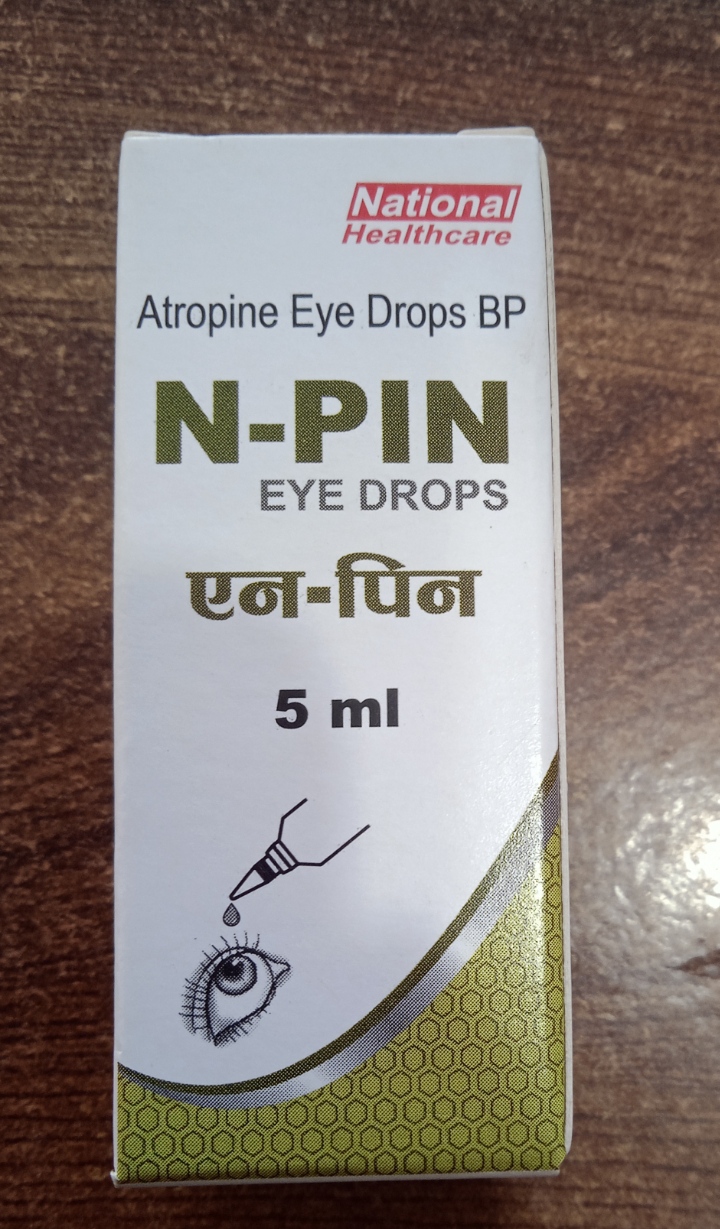 National
Healthcare
Atropine Eye Drops BP
N-PIN
EYE DROPS
एन-पिन
5 ml